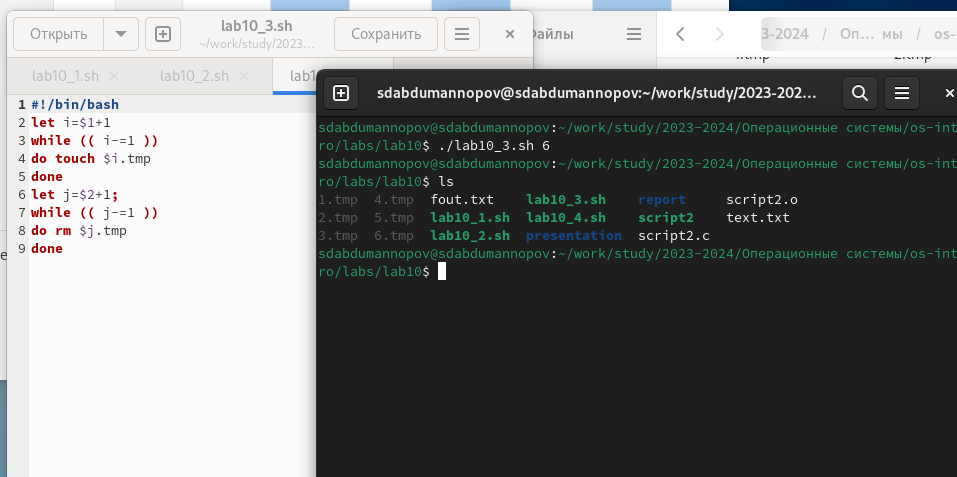 Открыть
lab10_3.sh
~/work/study/2023...
Сохранить
Файлы
3-2024 / Оп... мы / os-
lab10_1.sh
lab10_2.sh
1 #!/bin/bash
2 let i=$1+1
3 while (( i-=1 ))
4 do touch $i.tmp
5 done
6 let j=$2+1;
7 while (( j-=1 ))
8 do rm $j.tmp
9 done
sdabdumannopov@sdabdumannopov:~/work/study/2023-202...
sdabdumannopov@sdabdumannopov:~/work/study/2023-2024/Операционные системы/os-int
ro/labs/lab10$ ./lab10_3.sh 6
sdabdumannopov@sdabdumannopov:~/work/study/2023-2024/Операционные системы/os-int
ro/labs/lab10$ ls
1.tmp 4.tmp fout.txt lab10_3.sh report script2.o
2.tmp 5.tmp lab10_1.sh lab10_4.sh script2 text.txt
3.tmp 6.tmp lab10_2.sh presentation script2.c
sdabdumannopov@sdabdumannopov:~/work/study/2023-2024/Операционные системы/os-int
ro/labs/lab10$